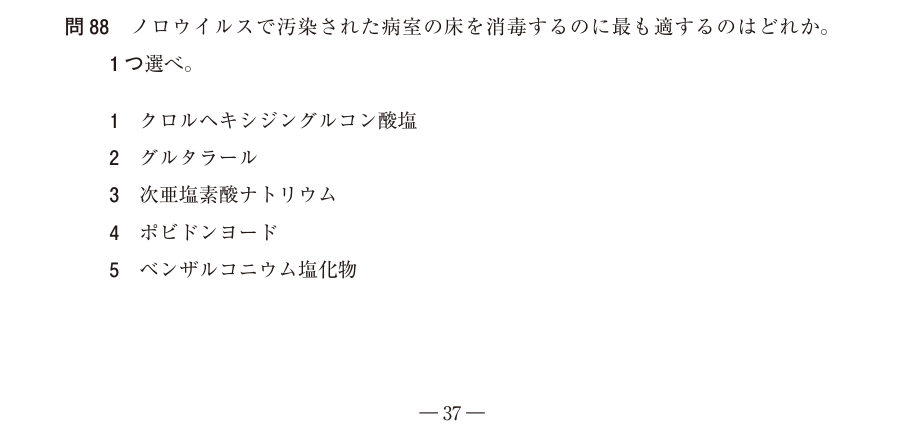 問 88　ノロウイルスで汚染された病室の床を消毒するのに最も適するのはどれか。
1 つ選べ。
1　クロルヘキシジングルコン酸塩
2　グルタラール
3　次亜塩素酸ナトリウム
4　ポビドンヨード
5　ベンザルコニウム塩化物
― 37 ―